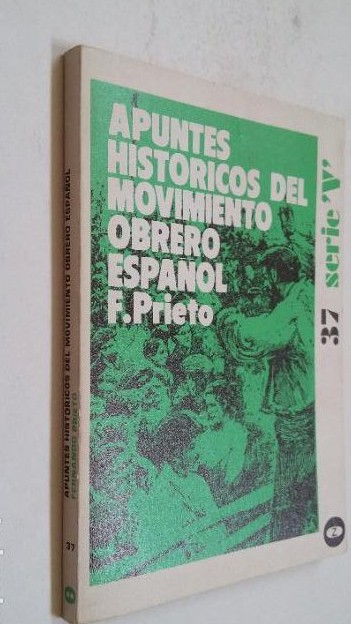 APUNTES
HISTORICOS DEL
MOVIMIENTO
OBRERO
ESPAÑOL
F. Prieto
37 serie 'V'
Z
APUNTES HISTORICOS DEL MOVIMIENTO OBRERO ESPAÑOL
FERNANDO PRIETO
37